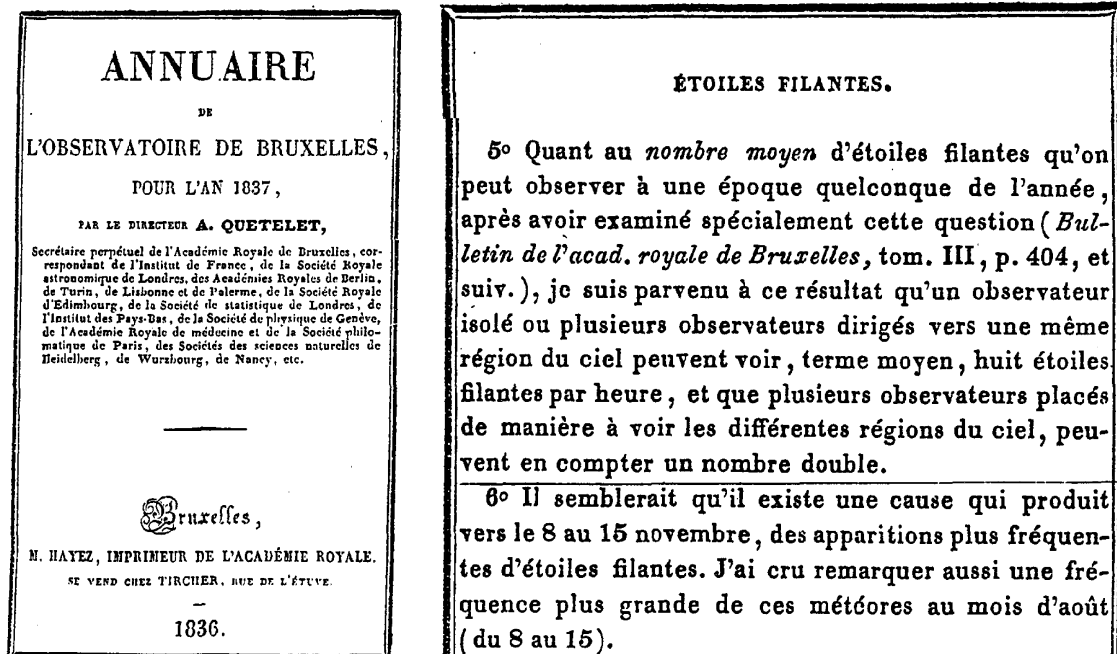 ANNUAIRE
DE
L'OBSERVATOIRE DE BRUXELLES,
POUR L'AN 1837,
PAR LE DIRECTEUR A. QUETELET,
Secrétaire perpétuel de l'Académie Royale de Bruxelles, cor-
respondant de l'Institut de France, de la Société Royale
astronomique de Londres, des Académies Royales de Berlin,
de Turin, de Lisbonne et de Palerme, de la Société Royale
d'Edimbourg, de la Société de statistique de Londres, de
l'Institut des Pays-Bas, de la Société de physique de Genève,
de l'Académie Royale de médecine et de la Société philo-
matique de Paris, des Sociétés des sciences naturelles de
Heidelberg, de Wurzbourg, de Nancy, etc.
Bruxelles,
M. HAYEZ, IMPRIMEUR DE L'ACADÉMIE ROYALE.
SE VEND CHEZ TIRCHER, RUE DE L'ÉTUVE.
1836.
ÉTOILES FILANTES.
5° Quant au nombre moyen d'étoiles filantes qu'on
peut observer à une époque quelconque de l'année,
après avoir examiné spécialement cette question (Bul-
letin de l'acad. royale de Bruxelles, tom. III, p. 404, et
suiv.), je suis parvenu à ce résultat qu'un observateur
isolé ou plusieurs observateurs dirigés vers une même
région du ciel peuvent voir, terme moyen, huit étoiles
filantes par heure, et que plusieurs observateurs placés
de manière à voir les différentes régions du ciel, peu-
vent en compter un nombre double.
6° Il semblerait qu'il existe une cause qui produit
vers le 8 au 15 novembre, des apparitions plus fréquen-
tes d'étoiles filantes. J'ai cru remarquer aussi une fré-
quence plus grande de ces météores au mois d'août
(du 8 au 15).